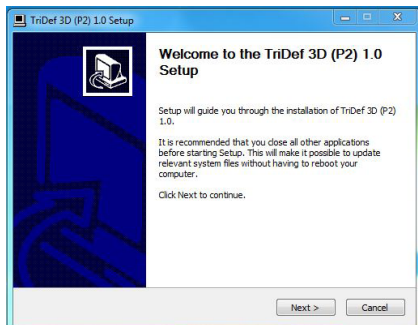 TriDef 3D (P2) 1.0 Setup
Welcome to the TriDef 3D (P2) 1.0
Setup
Setup will guide you through the installation of TriDef 3D (P2)
1.0.
It is recommended that you close all other applications
before starting Setup. This will make it possible to update
relevant system files without having to reboot your
computer.
Click Next to continue.
Next >
Cancel